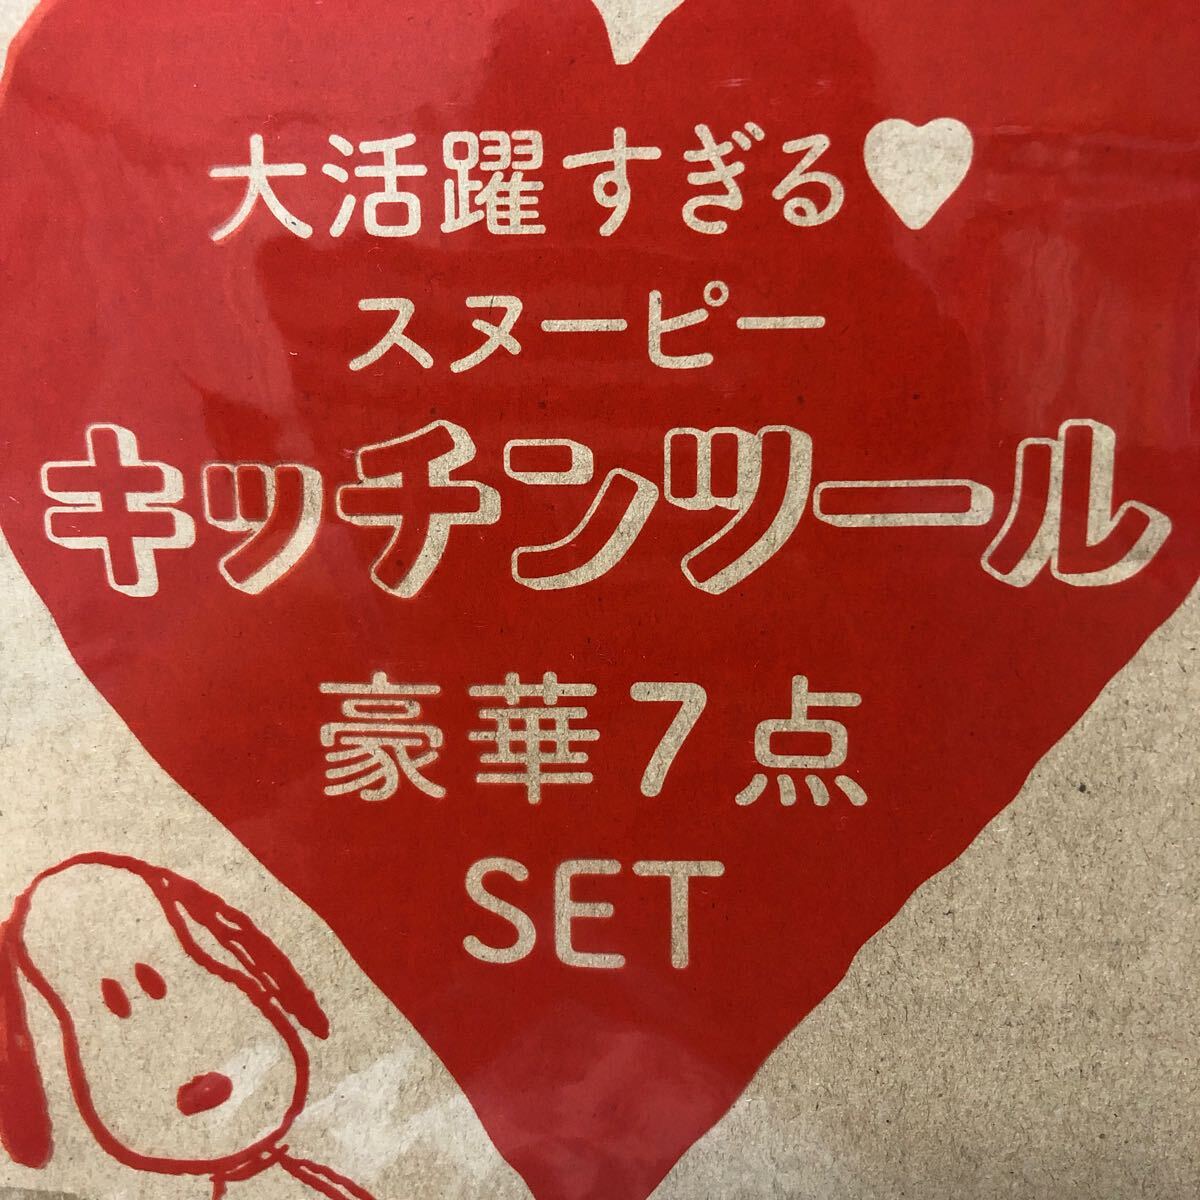 大活躍すぎる♥
スヌーピー
キッチンツール
豪華7点
SET